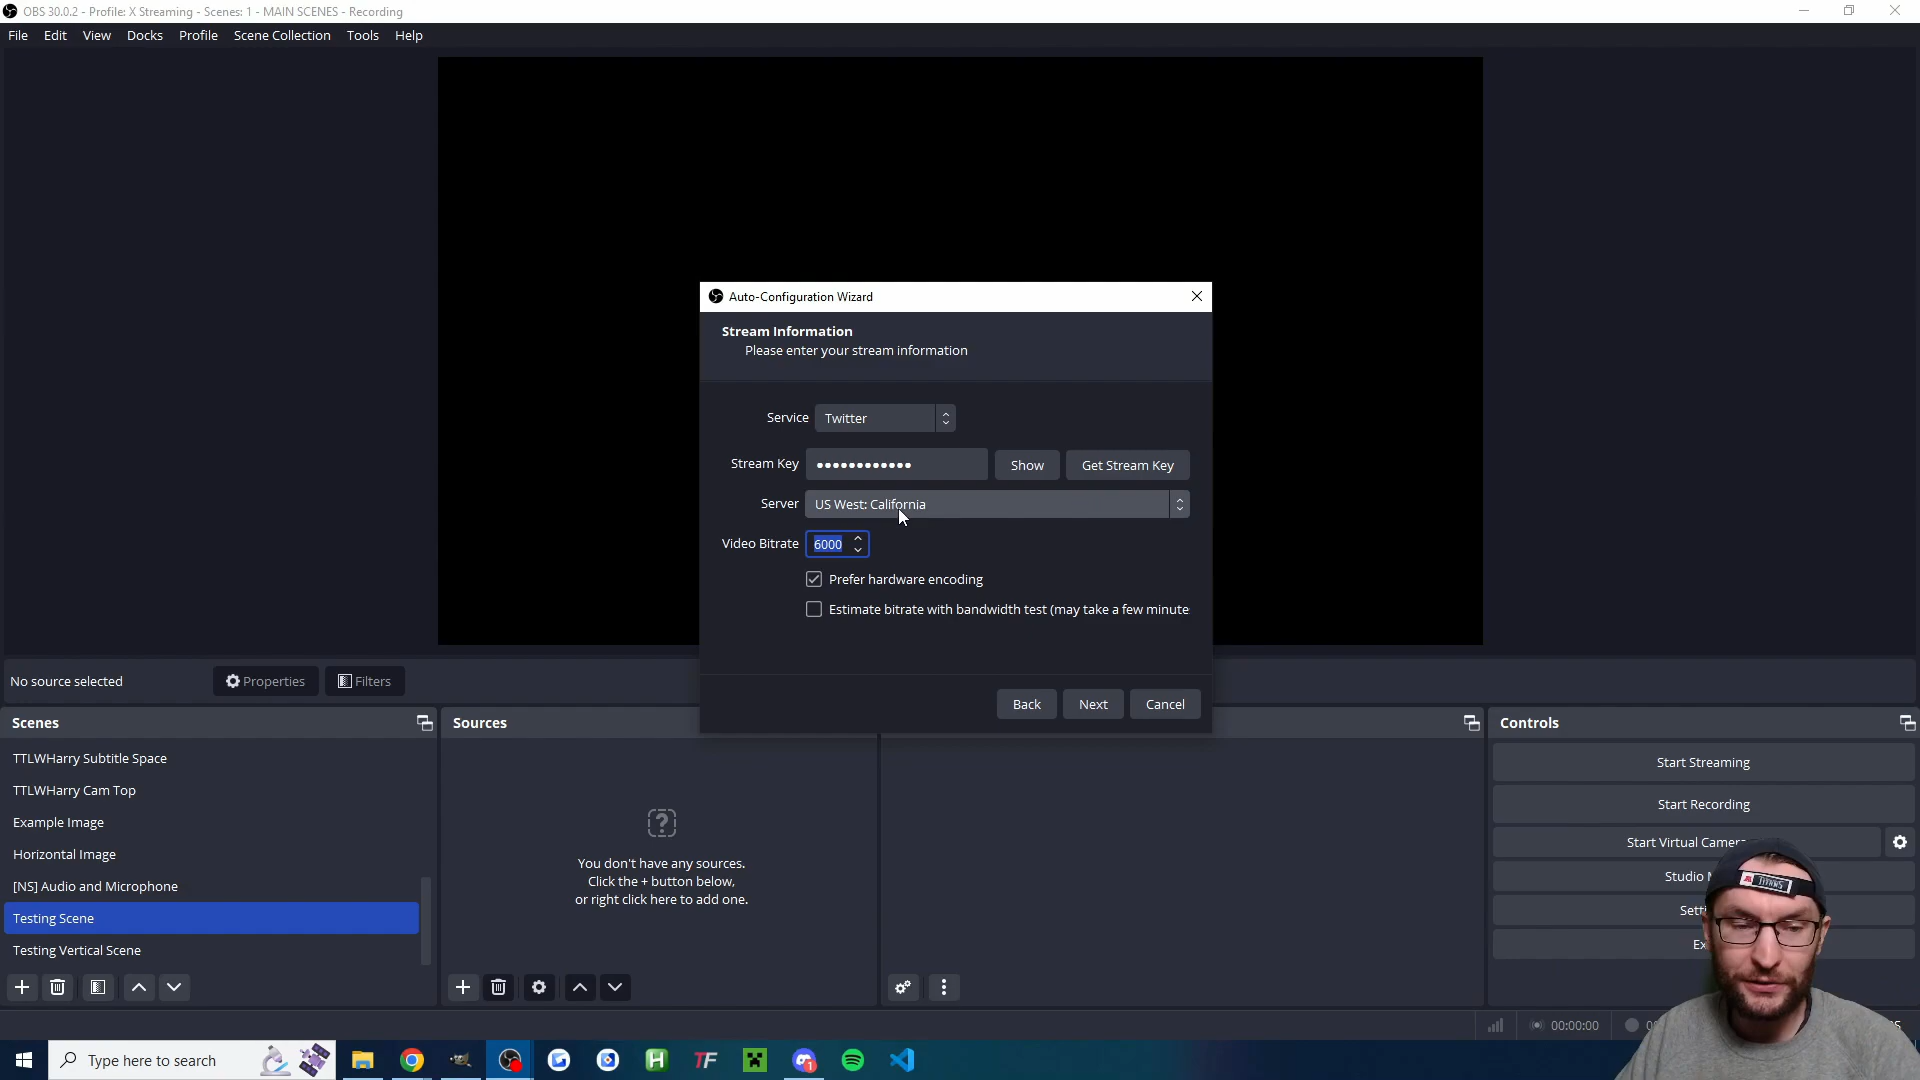 OBS 30.0.2 - Profile: X Streaming - Scenes: 1 - MAIN SCENES - Recording
File Edit View Docks Profile Scene Collection Tools Help
Auto-Configuration Wizard
Stream Information
Please enter your stream information
Service Twitter
Stream Key ●●●●●●●●●●●● Show Get Stream Key
Server US West: California
Video Bitrate 6000
Prefer hardware encoding
Estimate bitrate with bandwidth test (may take a few minute
Back Next Cancel
No source selected Properties Filters
Scenes
TTLWHarry Subtitle Space
TTLWHarry Cam Top
Example Image
Horizontal Image
[NS] Audio and Microphone
Testing Scene
Testing Vertical Scene
Sources
You don't have any sources.
Click the + button below,
or right click here to add one.
Controls
Start Streaming
Start Recording
Start Virtual Camera
Studio
00:00:00
Type here to search